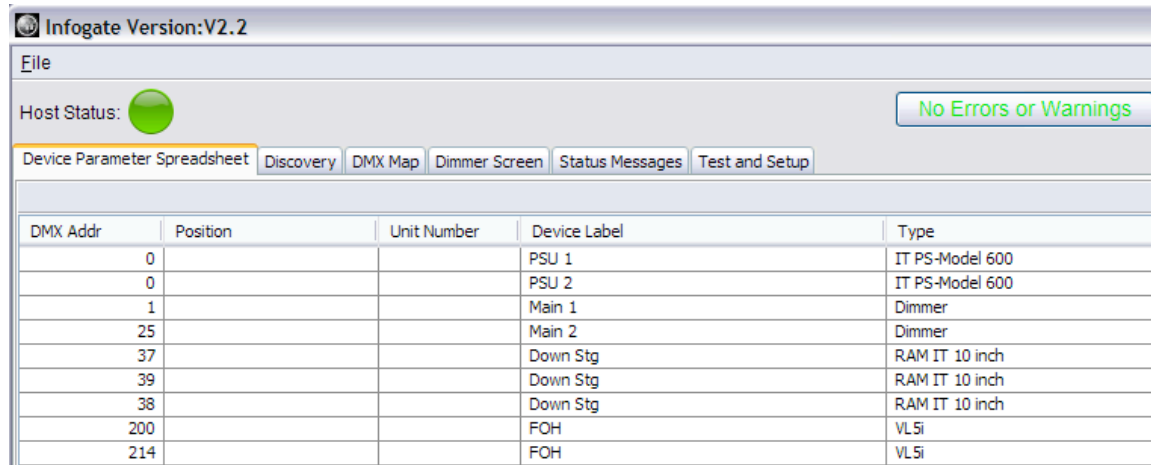 Infogate Version:V2.2
File
Host Status: No Errors or Warnings
Device Parameter Spreadsheet Discovery DMX Map Dimmer Screen Status Messages Test and Setup
DMX Addr Position Unit Number Device Label Type
0 PSU 1 IT PS-Model 600
0 PSU 2 IT PS-Model 600
1 Main 1 Dimmer
25 Main 2 Dimmer
37 Down Stg RAM IT 10 inch
39 Down Stg RAM IT 10 inch
38 Down Stg RAM IT 10 inch
200 FOH VL5i
214 FOH VL5i